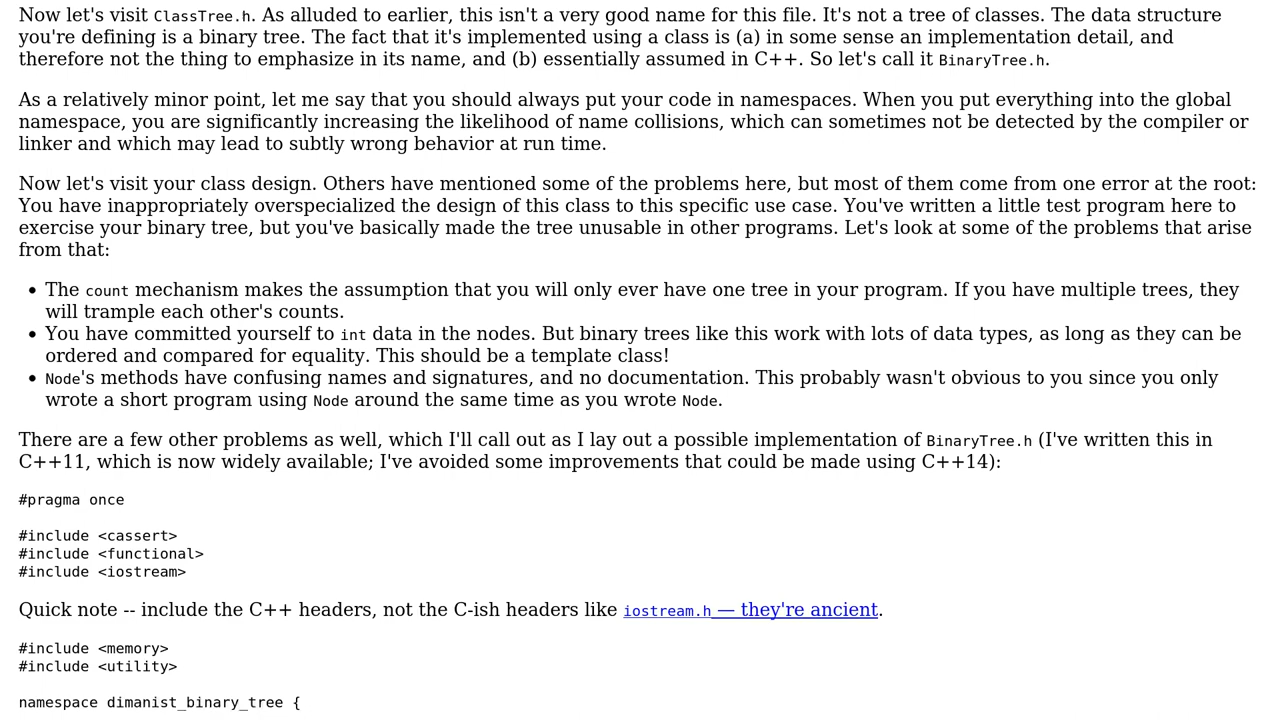 Now let's visit ClassTree.h. As alluded to earlier, this isn't a very good name for this file. It's not a tree of classes. The data structure
you're defining is a binary tree. The fact that it's implemented using a class is (a) in some sense an implementation detail, and
therefore not the thing to emphasize in its name, and (b) essentially assumed in C++. So let's call it BinaryTree.h.
As a relatively minor point, let me say that you should always put your code in namespaces. When you put everything into the global
namespace, you are significantly increasing the likelihood of name collisions, which can sometimes not be detected by the compiler or
linker and which may lead to subtly wrong behavior at run time.
Now let's visit your class design. Others have mentioned some of the problems here, but most of them come from one error at the root:
You have inappropriately overspecialized the design of this class to this specific use case. You've written a little test program here to
exercise your binary tree, but you've basically made the tree unusable in other programs. Let's look at some of the problems that arise
from that:
• The count mechanism makes the assumption that you will only ever have one tree in your program. If you have multiple trees, they
will trample each other's counts.
• You have committed yourself to int data in the nodes. But binary trees like this work with lots of data types, as long as they can be
ordered and compared for equality. This should be a template class!
• Node's methods have confusing names and signatures, and no documentation. This probably wasn't obvious to you since you only
wrote a short program using Node around the same time as you wrote Node.
There are a few other problems as well, which I'll call out as I lay out a possible implementation of BinaryTree.h (I've written this in
C++11, which is now widely available; I've avoided some improvements that could be made using C++14):
#pragma once
#include <cassert>
#include <functional>
#include <iostream>
Quick note -- include the C++ headers, not the C-ish headers like iostream.h — they're ancient.
#include <memory>
#include <utility>
namespace dimanist_binary_tree {